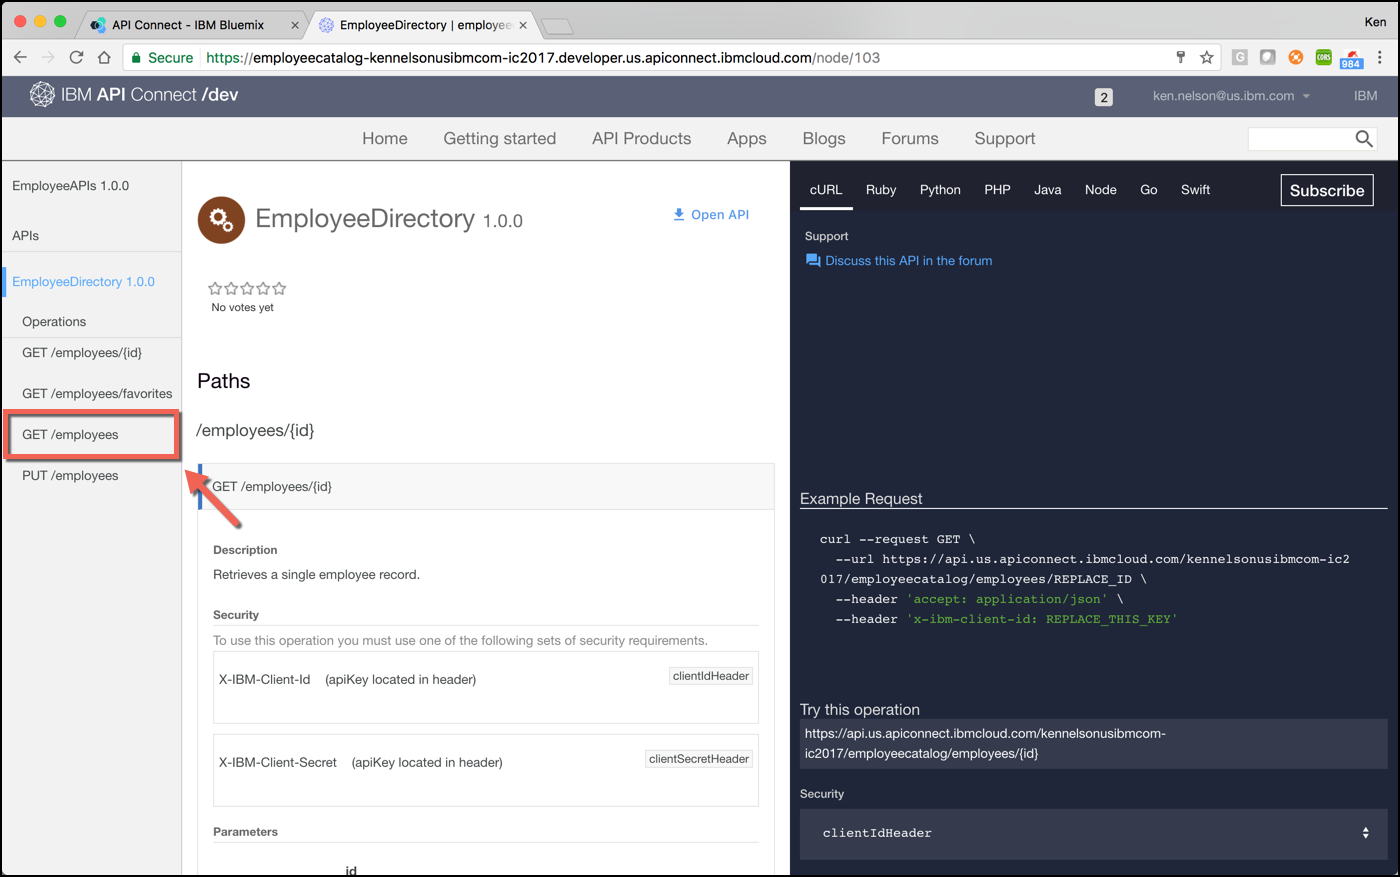 API Connect - IBM Bluemix
EmployeeDirectory | employee
Ken
Secure
https://employeecatalog-kennelsonusibmcom-ic2017.developer.us.apiconnect.ibmcloud.com/node/103
G
CORS
984
IBM API Connect /dev
2
ken.nelson@us.ibm.com
IBM
Home
Getting started
API Products
Apps
Blogs
Forums
Support
EmployeeAPIs 1.0.0
APIs
EmployeeDirectory 1.0.0
Operations
GET /employees/{id}
GET /employees/favorites
GET /employees
PUT /employees
EmployeeDirectory 1.0.0
Open API
No votes yet
Paths
/employees/{id}
GET /employees/{id}
Description
Retrieves a single employee record.
Security
To use this operation you must use one of the following sets of security requirements.
X-IBM-Client-Id (apiKey located in header)
clientIdHeader
X-IBM-Client-Secret (apiKey located in header)
clientSecretHeader
Parameters
id
cURL
Ruby
Python
PHP
Java
Node
Go
Swift
Subscribe
Support
Discuss this API in the forum
Example Request
curl --request GET \
--url https://api.us.apiconnect.ibmcloud.com/kennelsonusibmcom-ic2
017/employeecatalog/employees/REPLACE_ID \
--header 'accept: application/json' \
--header 'x-ibm-client-id: REPLACE_THIS_KEY'
Try this operation
https://api.us.apiconnect.ibmcloud.com/kennelsonusibmcom-
ic2017/employeecatalog/employees/{id}
Security
clientIdHeader